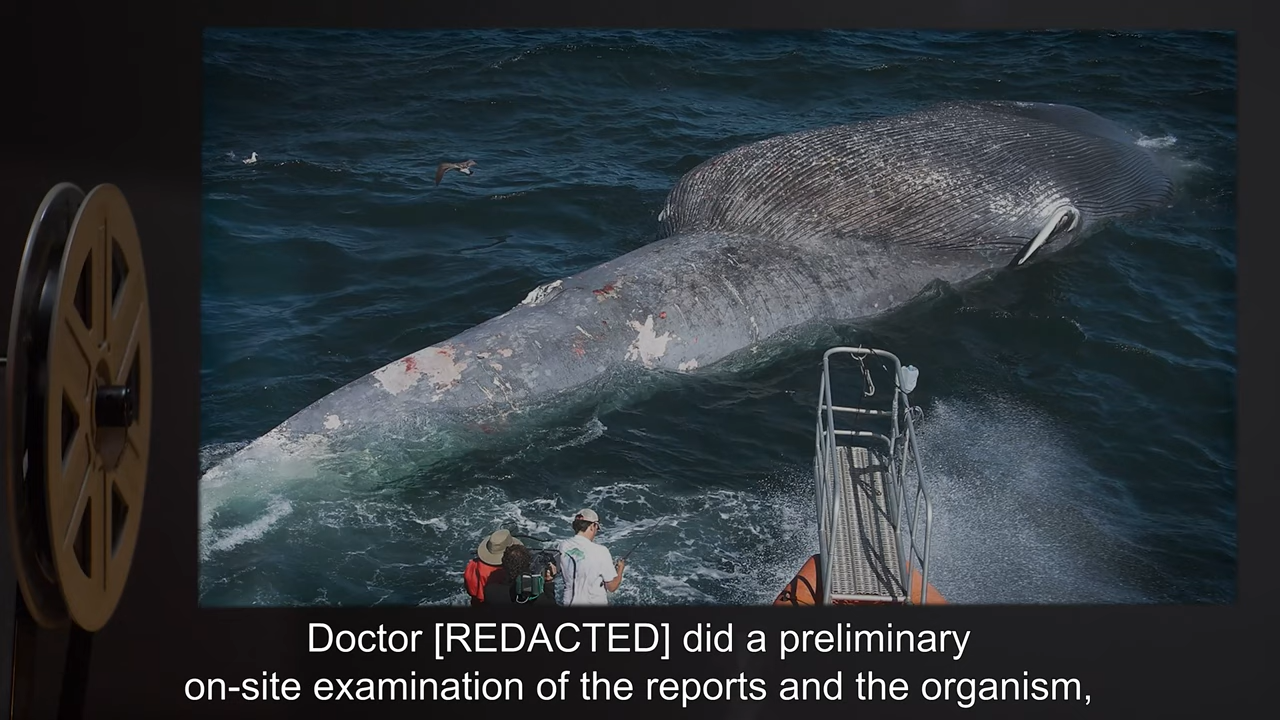 Doctor [REDACTED] did a preliminary
on-site examination of the reports and the organism,